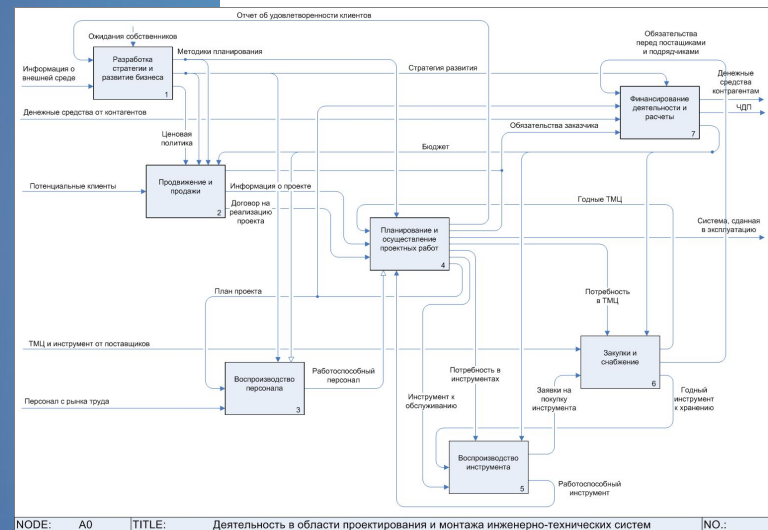 Отчет об удовлетворенности клиентов
Ожидания собственников
Обязательства
перед постащиками
и подрядчиками
Разработка
стратегии и
развитие бизнеса
1
Методики планирования
Информация о
внешней среде
Стратегия развития
Денежные
средства
контрагентам
ЧДП
Финансирование
деятельности и
расчеты
7
Денежные средства от контагентов
Обязательства заказчика
Ценовая
политика
Бюджет
Продвижение и
продажи
2
Потенциальные клиенты
Информация о проекте
Договор на
реализацию
проекта
Годные ТМЦ
Планирование и
осуществление
проектных работ
4
Система, сданная
в эксплуатацию
План проекта
Потребность
в ТМЦ
ТМЦ и инструмент от поставщиков
Закупки и
снабжение
6
Воспроизводство
персонала
3
Работоспособный
персонал
Потребность в
инструментах
Персонал с рынка труда
Инструмент к
обслуживанию
Заявки на
покупку
инструмента
Годный
инструмент
к хранению
Воспроизводство
инструмента
5
Работоспособный
инструмент
NODE: A0 TITLE: Деятельность в области проектирования и монтажа инженерно-технических систем NO.: